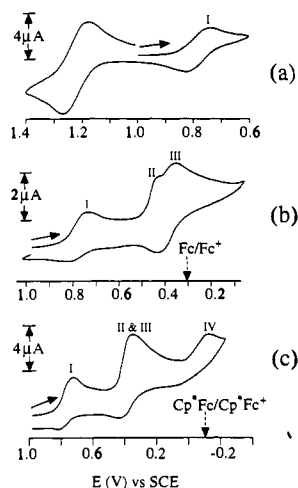 4μA
I
(a)
1.4 1.2 1.0 0.8 0.6
III
II
2μA
I
(b)
Fc/Fc⁺
1.0 0.8 0.6 0.4 0.2
II & III
IV
4μA
I
(c)
Cp*Fc/Cp*Fc⁺
1.0 0.6 0.2 -0.2
E (V) vs SCE